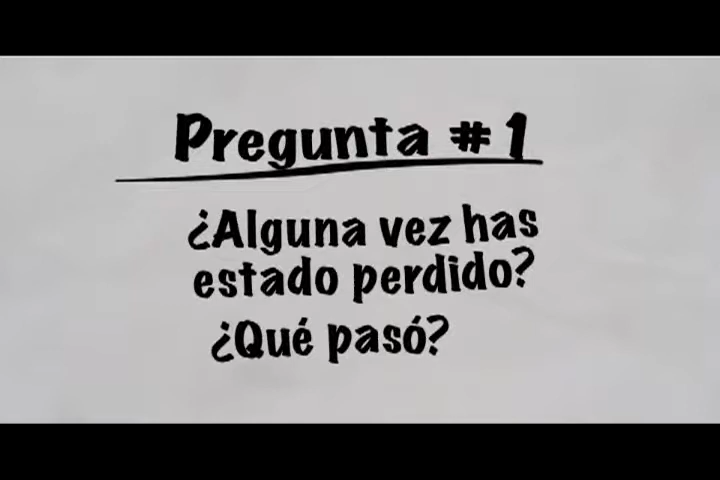 Pregunta #1
¿Alguna vez has
estado perdido?
¿Qué pasó?